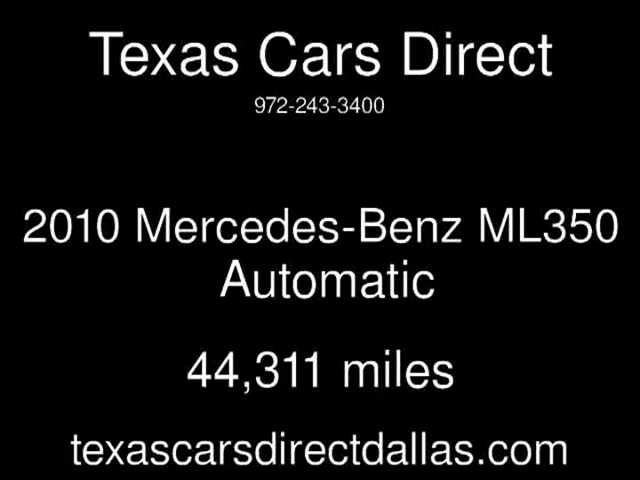 Texas Cars Direct
972-243-3400
2010 Mercedes-Benz ML350
Automatic
44,311 miles
texascarsdirectdallas.com